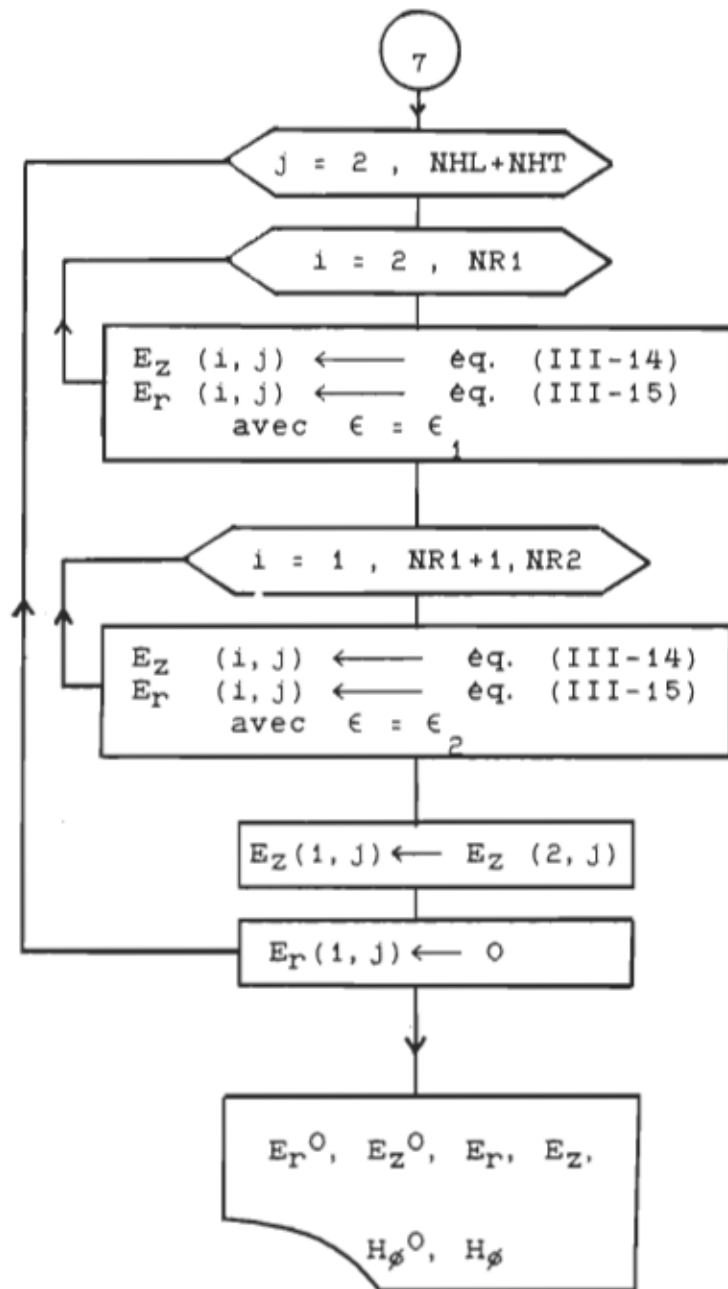 7
j = 2 , NHL+NHT
i = 2 , NR1
Ez (i,j) ← éq. (III-14)
Er (i,j) ← éq. (III-15)
avec ϵ = ϵ1
i = 1 , NR1+1,NR2
Ez (i,j) ← éq. (III-14)
Er (i,j) ← éq. (III-15)
avec ϵ = ϵ2
Ez(1,j) ← Ez (2,j)
Er(1,j) ← 0
Er⁰, Ez⁰, Er, Ez,
Hø⁰, Hø